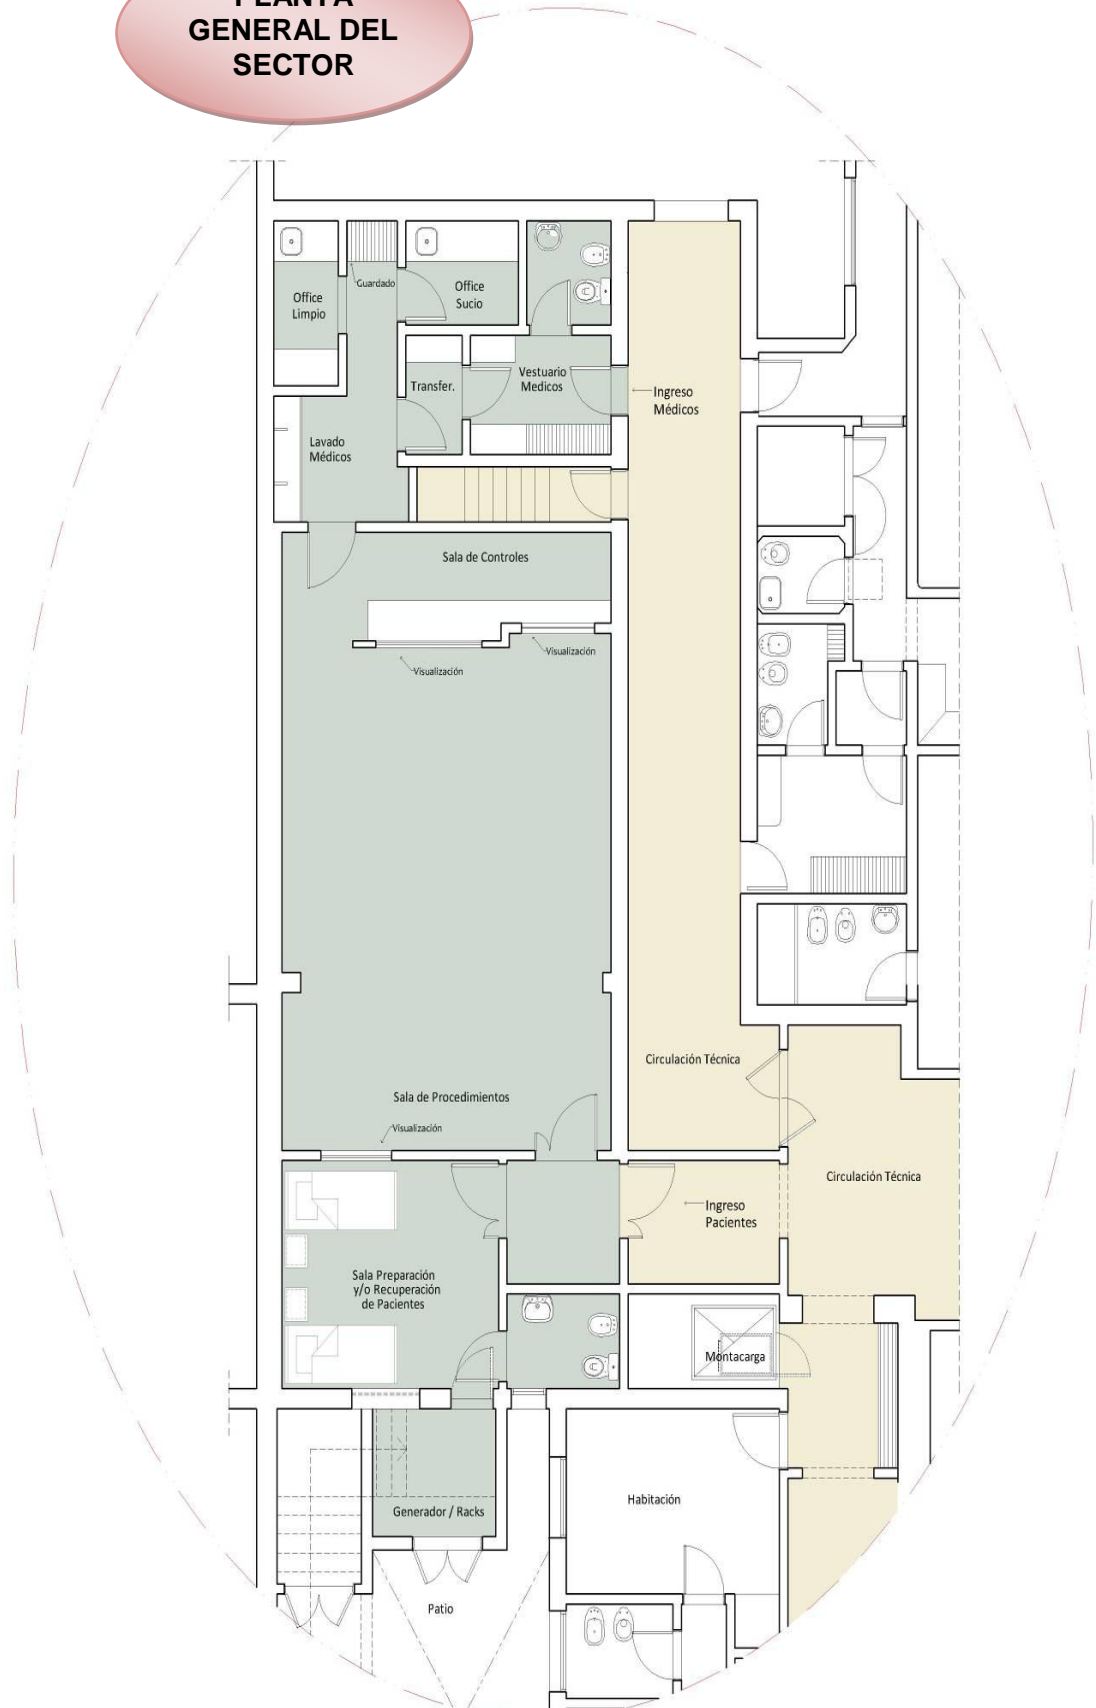 PLANTA
GENERAL DEL
SECTOR
Guardado
Office
Limpio
Office
Sucio
Transfer.
Vestuario
Medicos
Ingreso
Médicos
Lavado
Médicos
Sala de Controles
Visualización
Visualización
Circulación Técnica
Sala de Procedimientos
Visualización
Circulación Técnica
Ingreso
Pacientes
Sala Preparación
y/o Recuperación
de Pacientes
Montacarga
Habitación
Generador / Racks
Patio